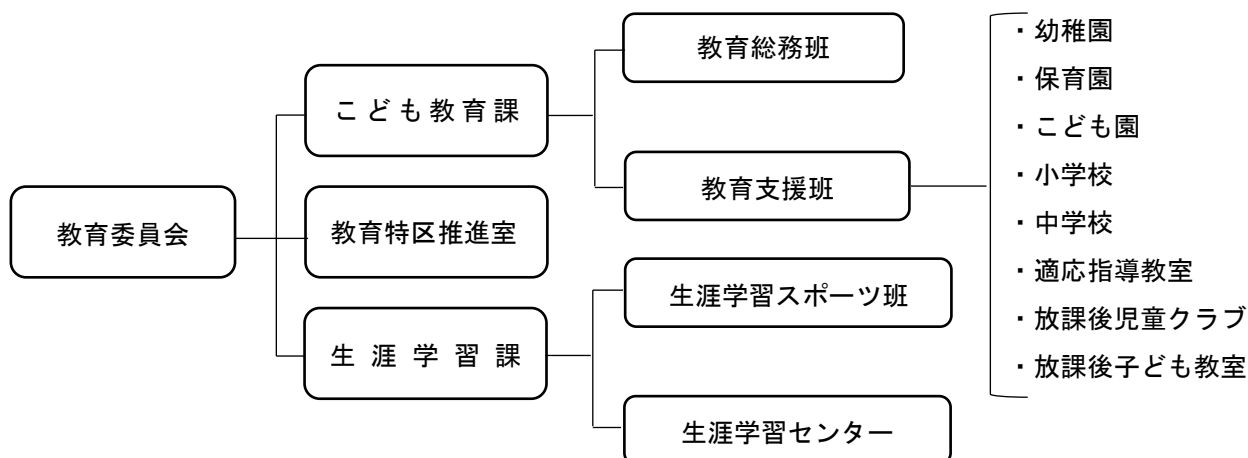 教育委員会
こども教育課
教育特区推進室
生涯学習課
教育総務班
教育支援班
生涯学習スポーツ班
生涯学習センター
・幼稚園
・保育園
・こども園
・小学校
・中学校
・適応指導教室
・放課後児童クラブ
・放課後子ども教室